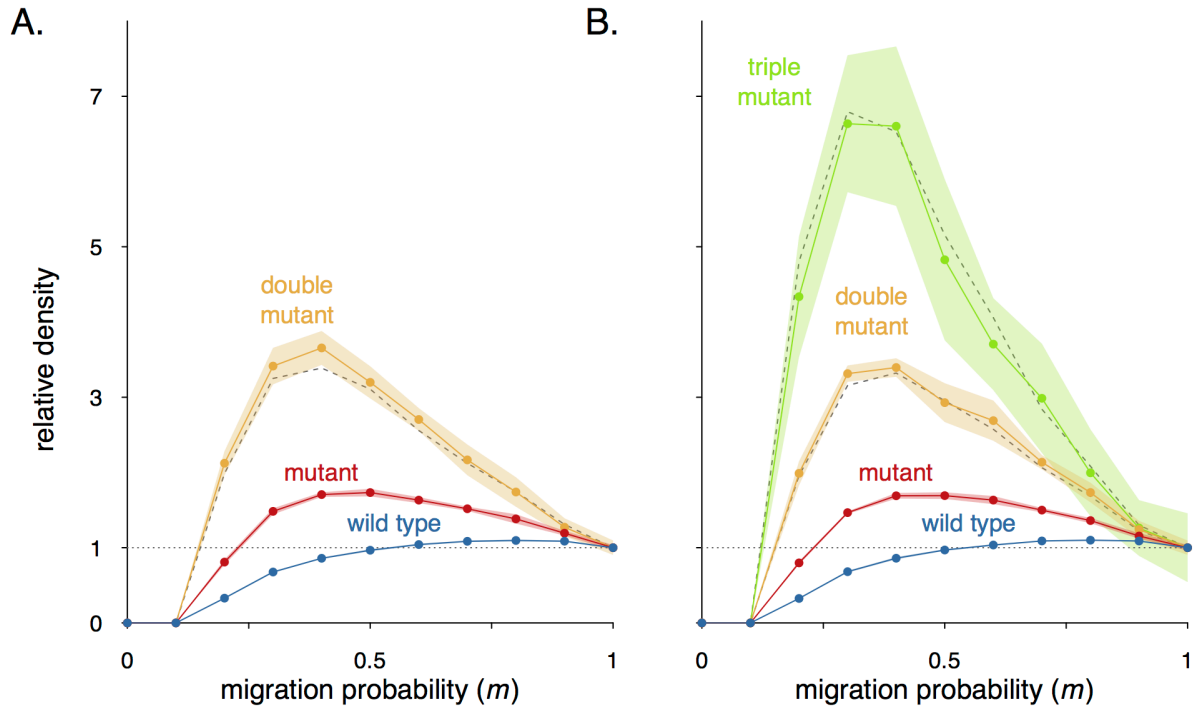 A.
relative density
7
5
3
1
0
double
mutant
mutant
wild type
0
0.5
1
migration probability (m)
B.
triple
mutant
double
mutant
mutant
wild type
0
0.5
1
migration probability (m)